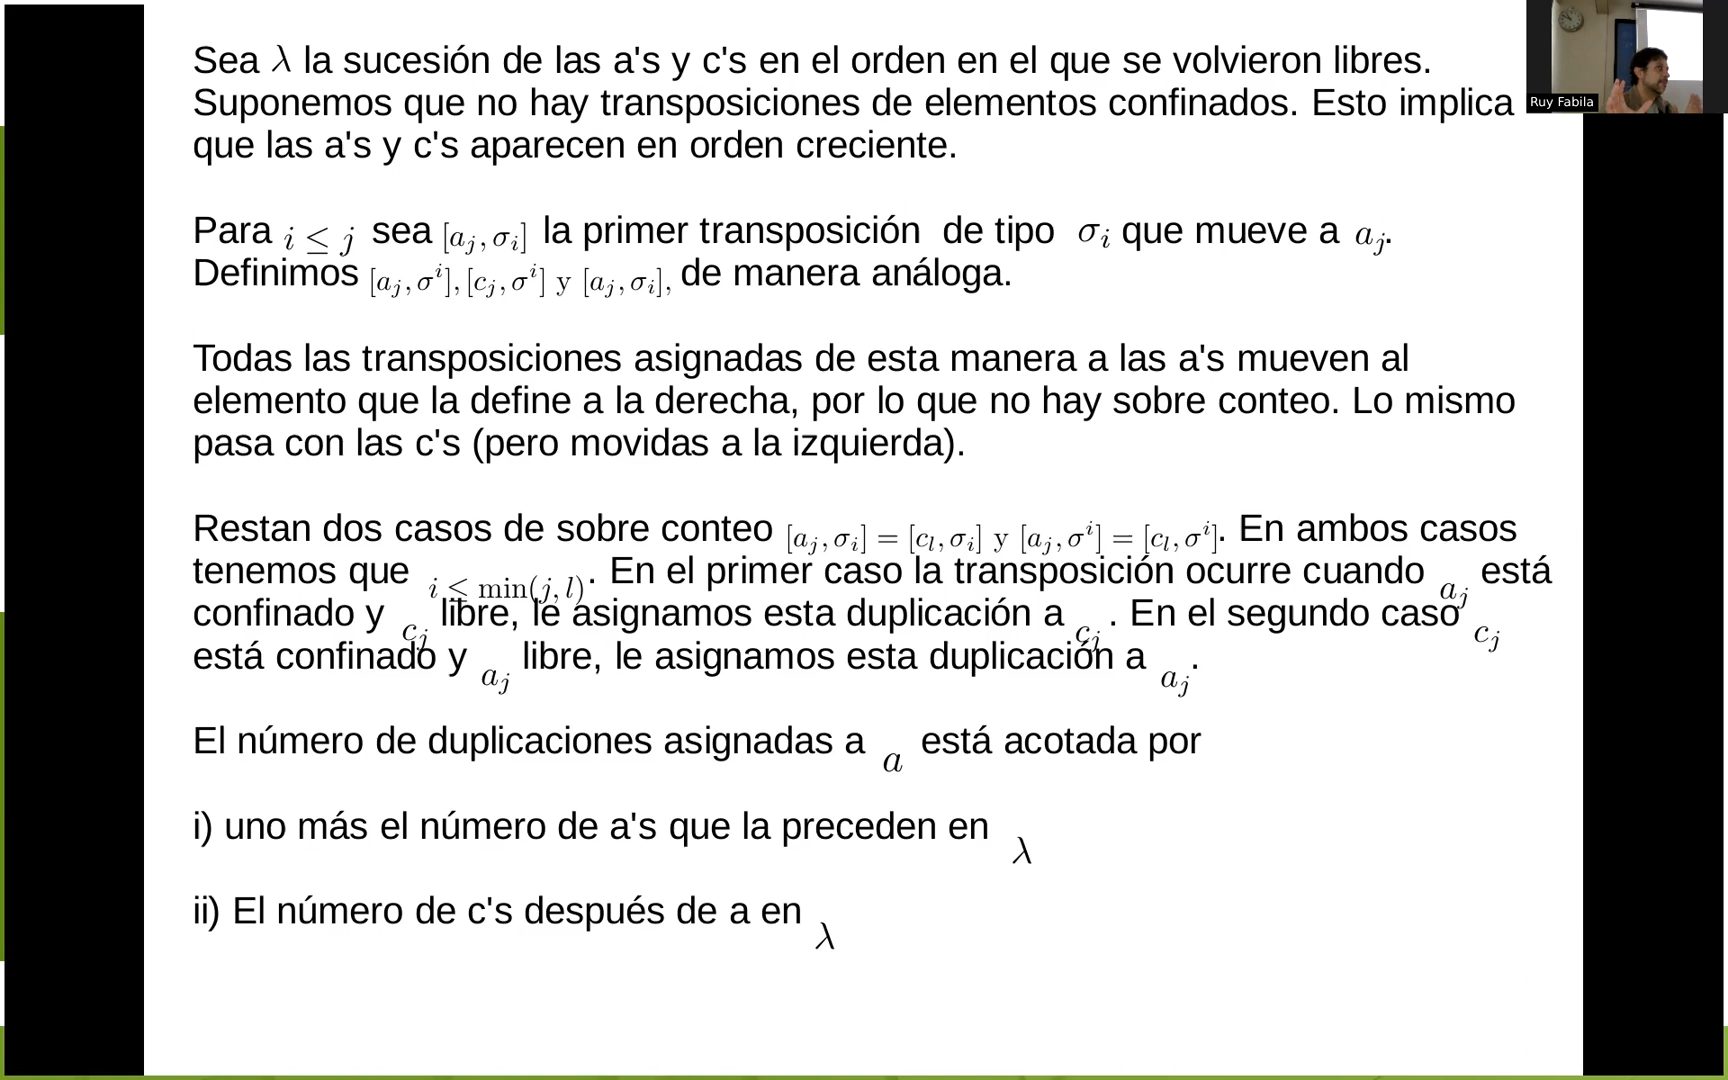 Sea λ la sucesión de las a's y c's en el orden en el que se volvieron libres.
Suponemos que no hay transposiciones de elementos confinados. Esto implica
que las a's y c's aparecen en orden creciente.
Para i ≤ j sea [a_j, σ_i] la primer transposición de tipo σ_i que mueve a a_j.
Definimos [a_j, σ^i], [c_j, σ^i] y [a_j, σ_i], de manera análoga.
Todas las transposiciones asignadas de esta manera a las a's mueven al
elemento que la define a la derecha, por lo que no hay sobre conteo. Lo mismo
pasa con las c's (pero movidas a la izquierda).
Restan dos casos de sobre conteo [a_j, σ_i] = [c_l, σ_i] y [a_j, σ^i] = [c_l, σ^i]. En ambos casos
tenemos que i ≤ min(j, l). En el primer caso la transposición ocurre cuando a_j está
confinado y c_j libre, le asignamos esta duplicación a c_j. En el segundo caso c_j
está confinado y a_j libre, le asignamos esta duplicación a a_j.
El número de duplicaciones asignadas a a está acotada por
i) uno más el número de a's que la preceden en λ
ii) El número de c's después de a en λ
Ruy Fabila